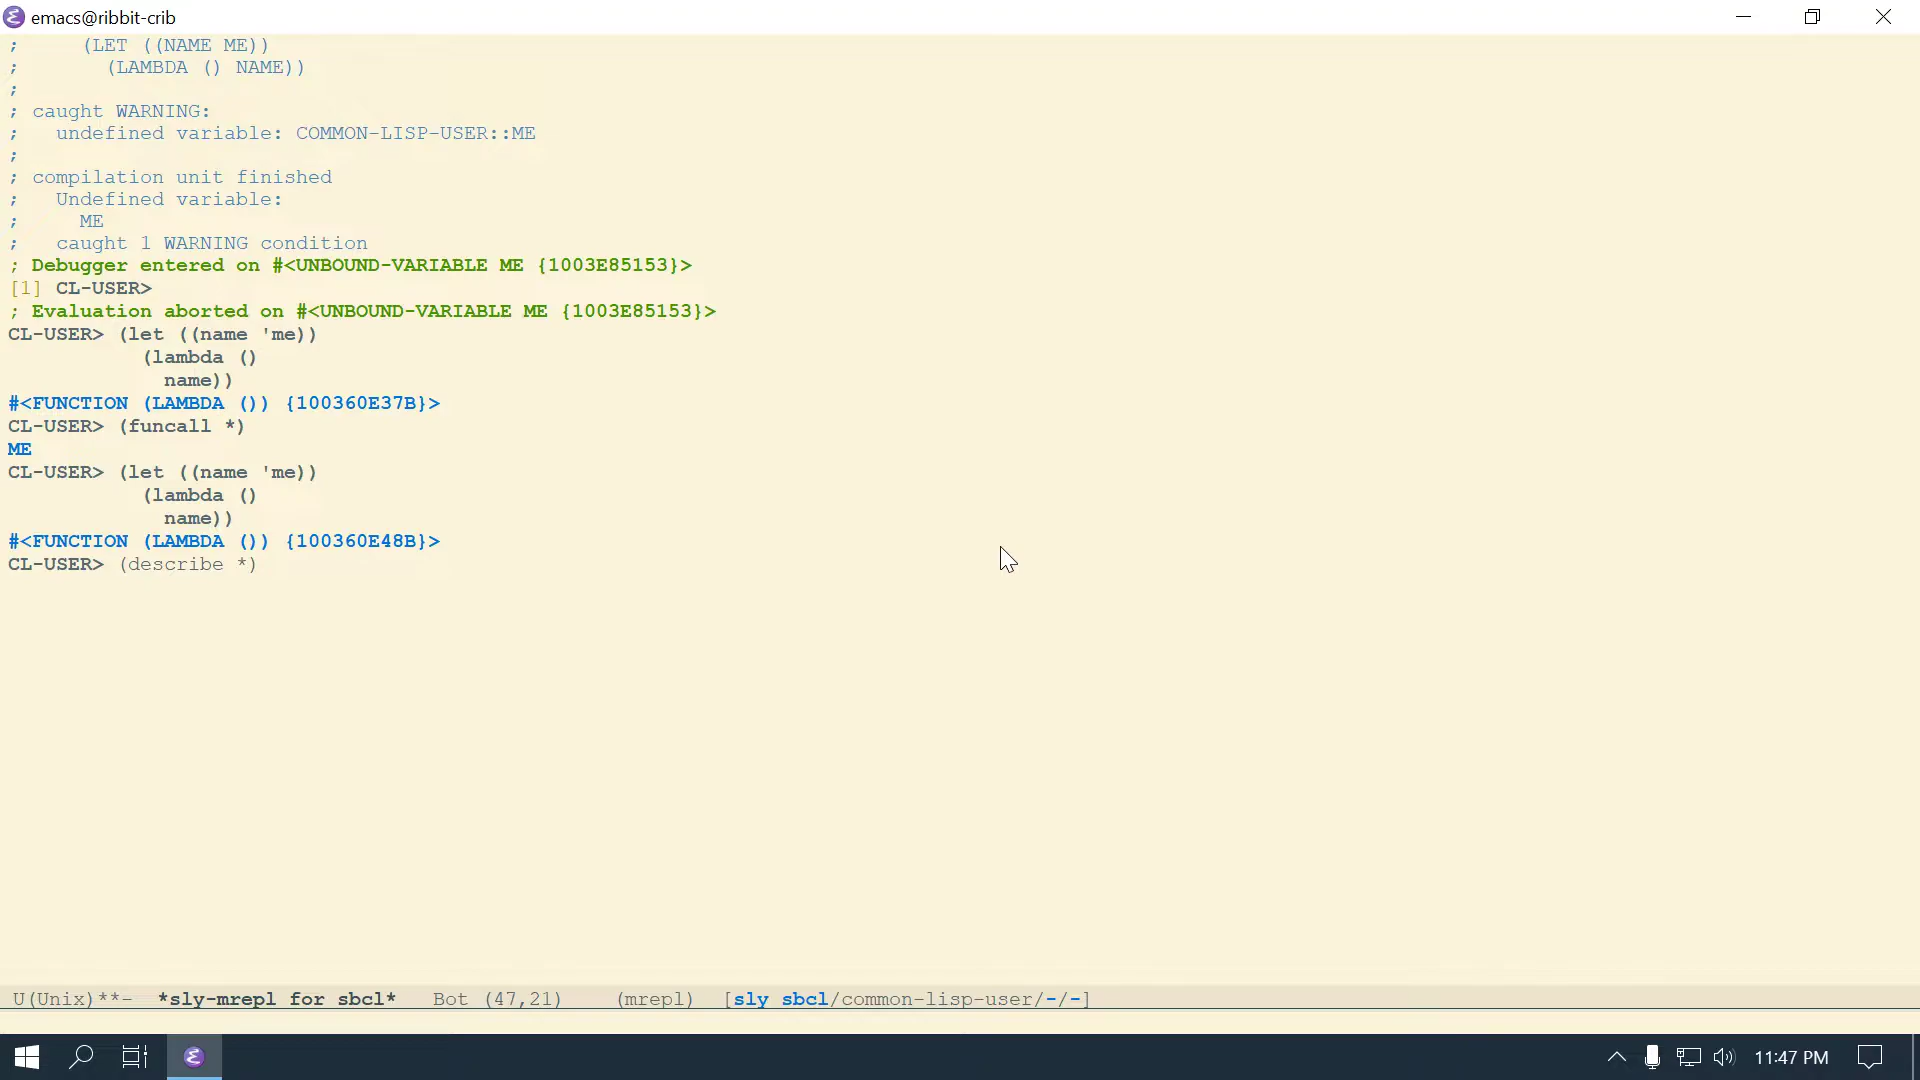 emacs@ribbit-crib
;     (LET ((NAME ME))
;       (LAMBDA () NAME))
;
; caught WARNING:
;   undefined variable: COMMON-LISP-USER::ME
;
; compilation unit finished
;   Undefined variable:
;     ME
;   caught 1 WARNING condition
; Debugger entered on #<UNBOUND-VARIABLE ME {1003E85153}>
[1] CL-USER>
; Evaluation aborted on #<UNBOUND-VARIABLE ME {1003E85153}>
CL-USER> (let ((name 'me))
           (lambda ()
             name))
#<FUNCTION (LAMBDA ()) {100360E37B}>
CL-USER> (funcall *)
ME
CL-USER> (let ((name 'me))
           (lambda ()
             name))
#<FUNCTION (LAMBDA ()) {100360E48B}>
CL-USER> (describe *)
U(Unix)**-  *sly-mrepl for sbcl*   Bot (47,21)    (mrepl)  [sly sbcl/common-lisp-user/-/-]
11:47 PM